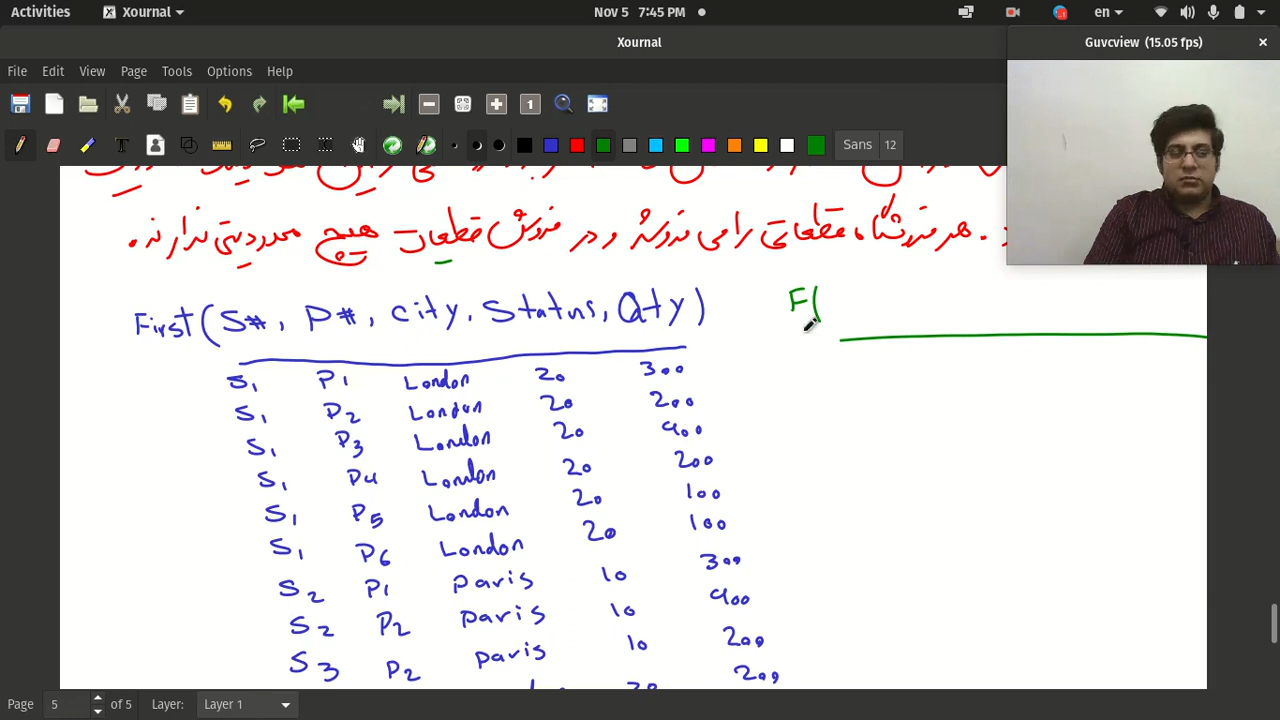 Activities Xournal Nov 5 7:45 PM en
Xournal
Guvcview (15.05 fps)
File Edit View Page Tools Options Help
Sans 12
. هر فروشگاه قطعاتی را می فروشد و در فروش قطعات هیچ محدودیتی ندارند.
First(S#, P#, city, Status, Qty)
F(
S1 P1 London 20 300
S1 P2 London 20 200
S1 P3 London 20 400
S1 P4 London 20 200
S1 P5 London 20 100
S1 P6 London 20 100
S2 P1 Paris 10 300
S2 P2 Paris 10 400
S3 P2 Paris 10 200
200
Page 5 of 5 Layer: Layer 1